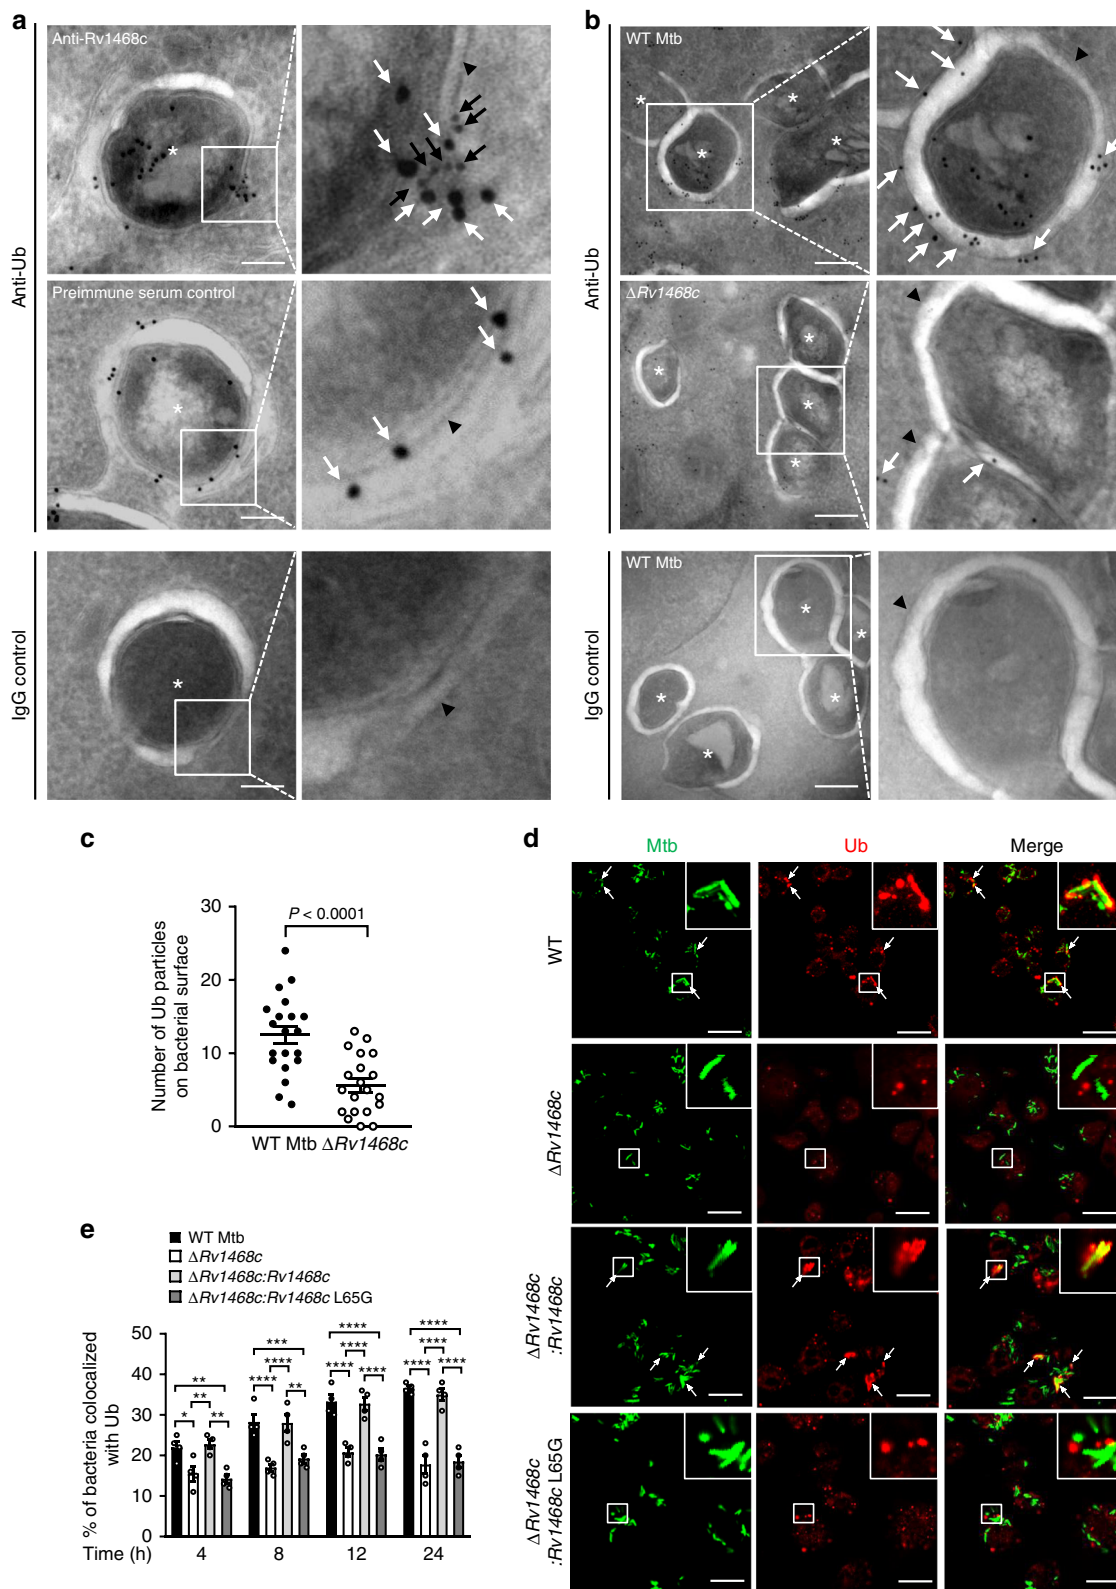 a
Anti-Ub
Anti-Rv1468c
Preimmune serum control
IgG control
b
Anti-Ub
WT Mtb
ΔRv1468c
IgG control
WT Mtb
c
Number of Ub particles
on bacterial surface
30
20
10
0
P < 0.0001
WT Mtb ΔRv1468c
d
Mtb Ub Merge
WT
ΔRv1468c
ΔRv1468c
:Rv1468c
ΔRv1468c
:Rv1468c L65G
e
WT Mtb
ΔRv1468c
ΔRv1468c:Rv1468c
ΔRv1468c:Rv1468c L65G
% of bacteria colocalized
with Ub
50
40
30
20
10
0
**
**
* **
***
****
**** **
****
****
**** ****
****
****
**** ****
Time (h) 4 8 12 24